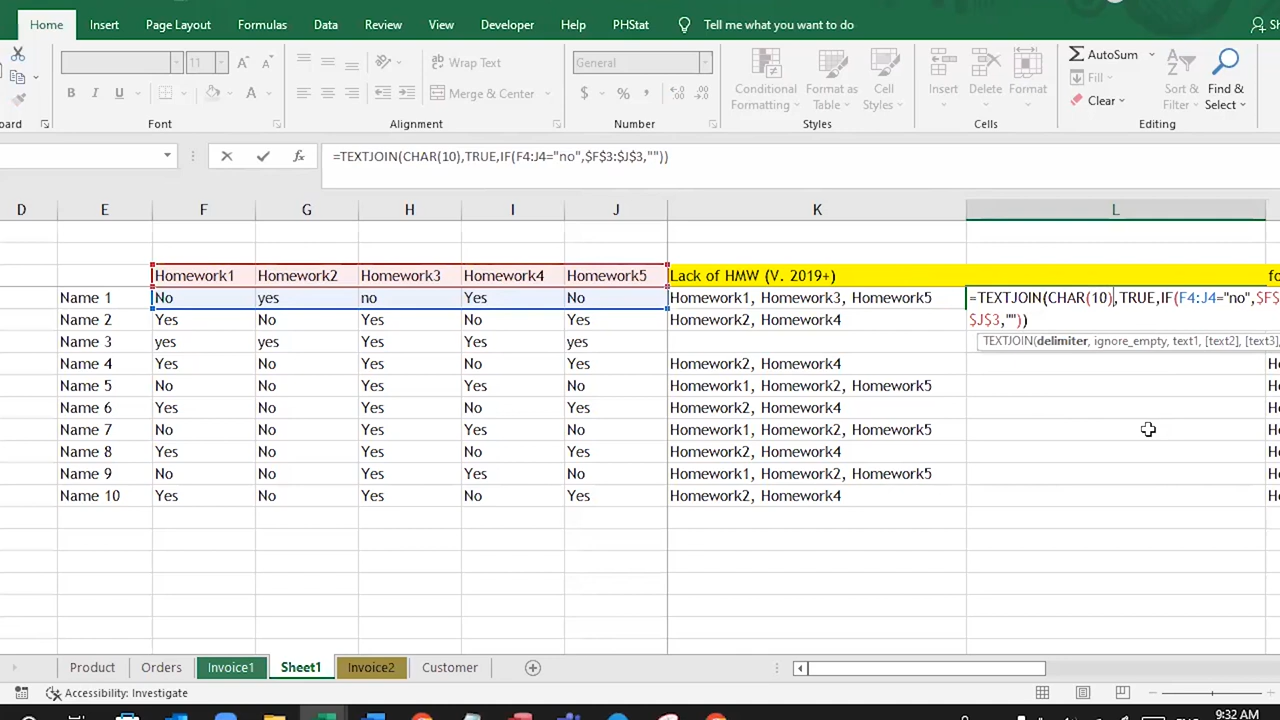 Home Insert Page Layout Formulas Data Review View Developer Help PHStat Tell me what you want to do
11 A A Wrap Text General AutoSum
B I U A Merge & Center $ % , Conditional Formatting Format as Table Cell Styles Insert Delete Format Fill Clear Sort & Filter Find & Select
Font Alignment Number Styles Cells Editing
fx =TEXTJOIN(CHAR(10),TRUE,IF(F4:J4="no",$F$3:$J$3,""))
D E F G H I J K L
Homework1 Homework2 Homework3 Homework4 Homework5 Lack of HMW (V. 2019+)
Name 1 No yes no Yes No Homework1, Homework3, Homework5 =TEXTJOIN(CHAR(10),TRUE,IF(F4:J4="no",$F$
Name 2 Yes No Yes No Yes Homework2, Homework4 $J$3,""))
Name 3 yes yes Yes Yes yes TEXTJOIN(delimiter, ignore_empty, text1, [text2], [text3],
Name 4 Yes No Yes No Yes Homework2, Homework4
Name 5 No No Yes Yes No Homework1, Homework2, Homework5
Name 6 Yes No Yes No Yes Homework2, Homework4
Name 7 No No Yes Yes No Homework1, Homework2, Homework5
Name 8 Yes No Yes No Yes Homework2, Homework4
Name 9 No No Yes Yes No Homework1, Homework2, Homework5
Name 10 Yes No Yes No Yes Homework2, Homework4
Product Orders Invoice1 Sheet1 Invoice2 Customer
Accessibility: Investigate
9:32 AM